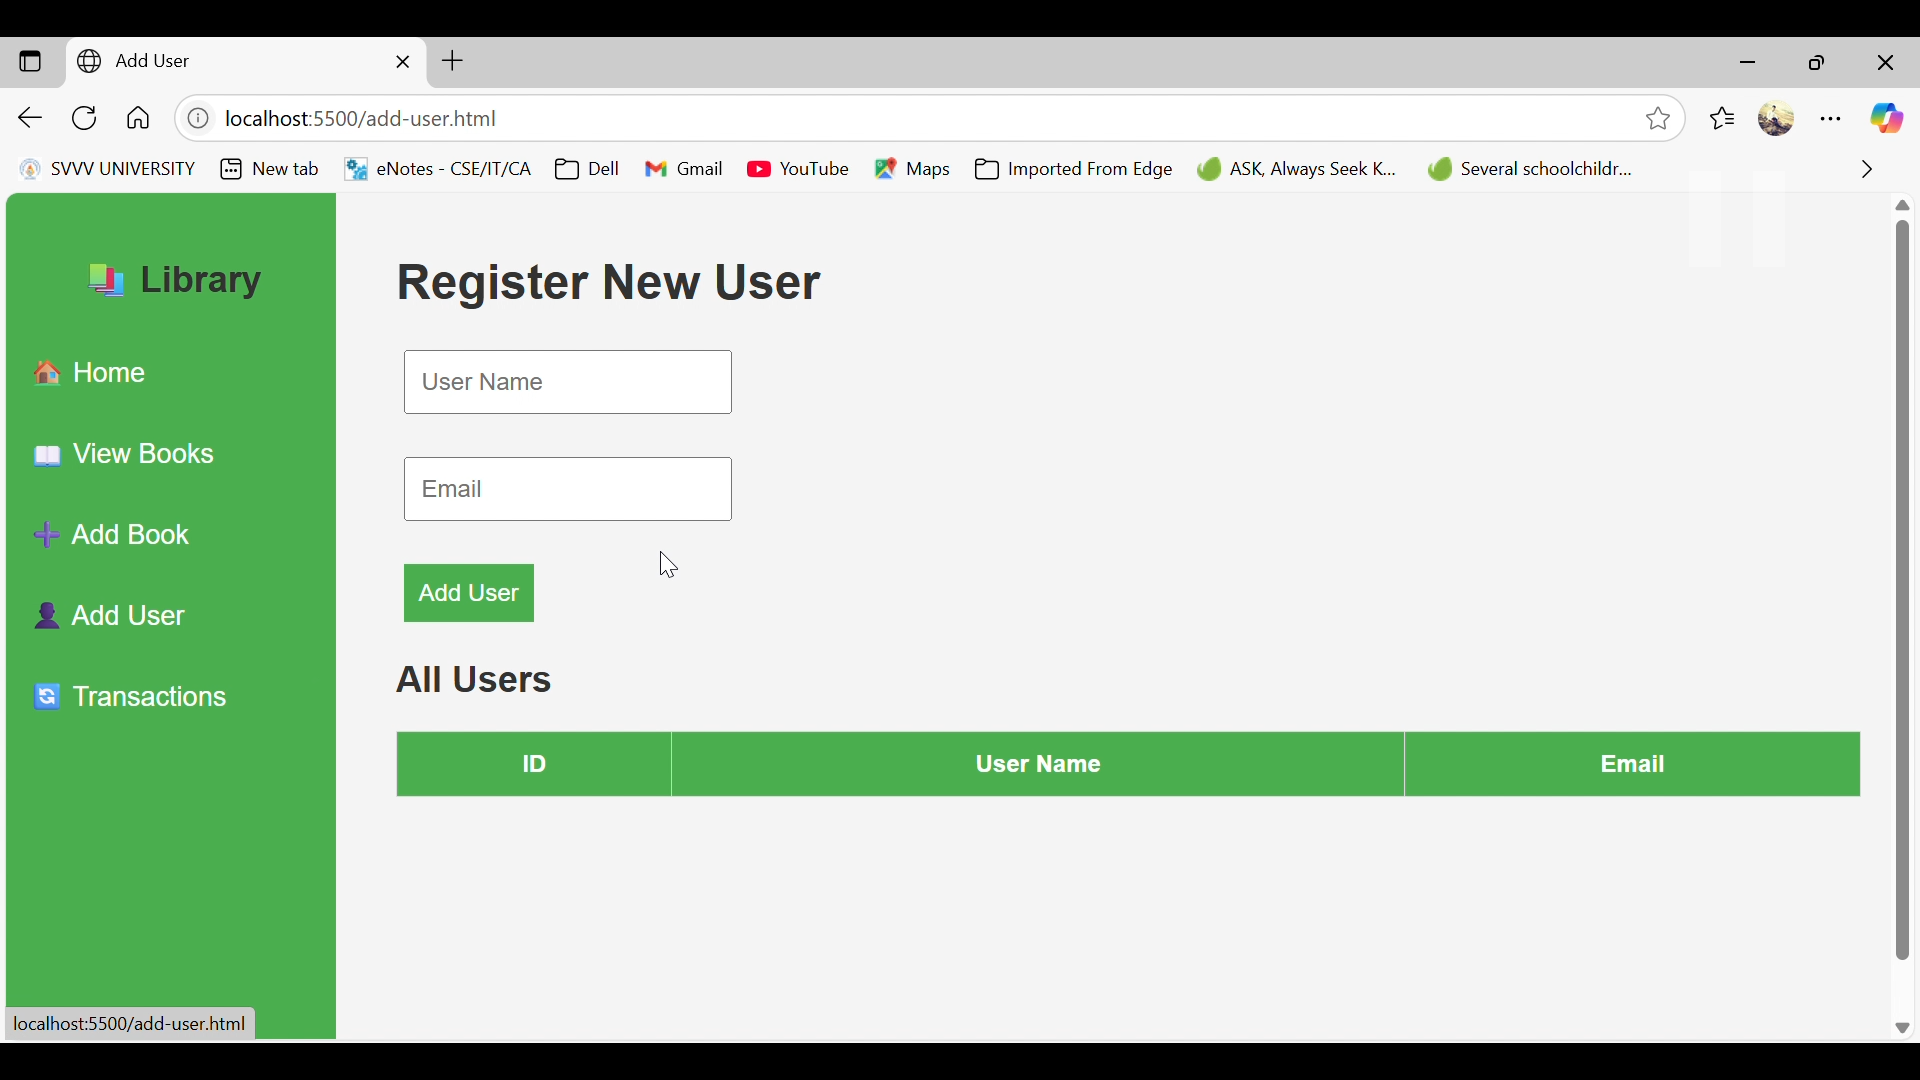 Add User
localhost:5500/add-user.html
SVVV UNIVERSITY New tab eNotes - CSE/IT/CA Dell Gmail YouTube Maps Imported From Edge ASK, Always Seek K... Several schoolchildr...
Library
Home
View Books
Add Book
Add User
Transactions
Register New User
User Name
Email
Add User
All Users
ID User Name Email
localhost:5500/add-user.html